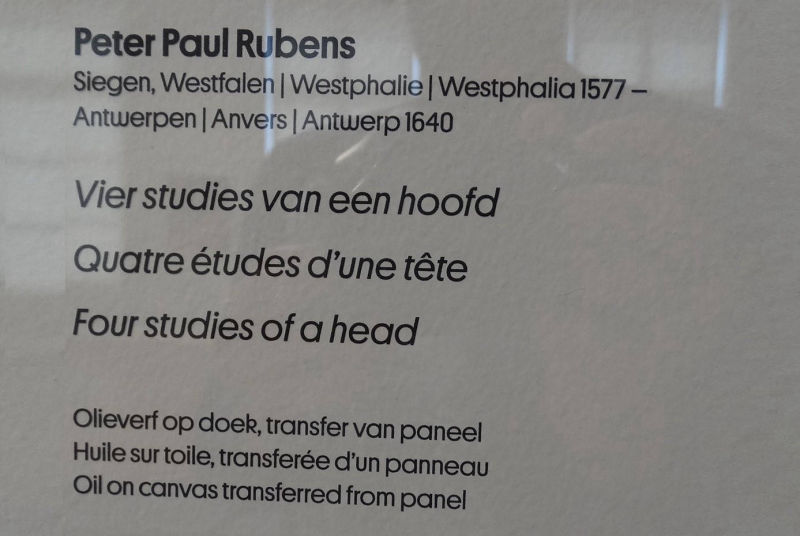 Peter Paul Rubens
Siegen, Westfalen | Westphalie | Westphalia 1577 –
Antwerpen | Anvers | Antwerp 1640
Vier studies van een hoofd
Quatre études d'une tête
Four studies of a head
Olieverf op doek, transfer van paneel
Huile sur toile, transferée d'un panneau
Oil on canvas transferred from panel